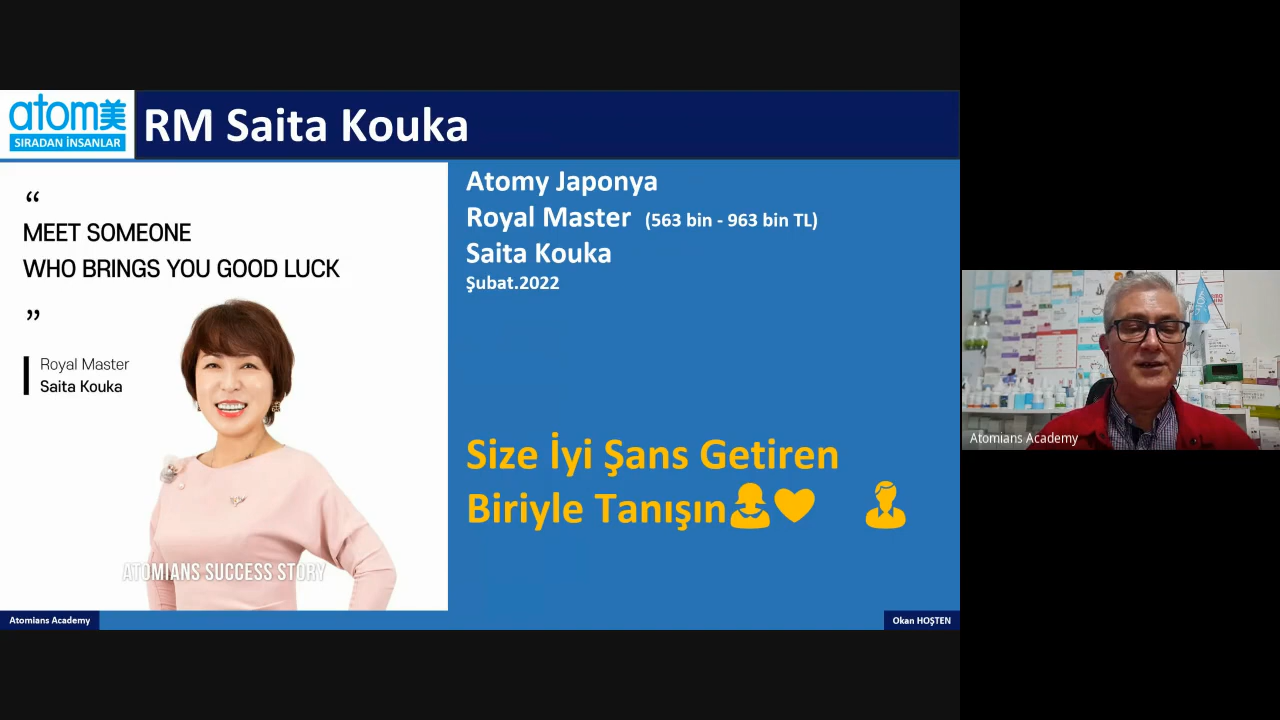 atom美
SIRADAN İNSANLAR
RM Saita Kouka
“
MEET SOMEONE
WHO BRINGS YOU GOOD LUCK
”
Royal Master
Saita Kouka
ATOMIANS SUCCESS STORY
Atomy Japonya
Royal Master (563 bin - 963 bin TL)
Saita Kouka
Şubat.2022
Size İyi Şans Getiren
Biriyle Tanışın
Atomians Academy
Okan HOŞTEN
Atomians Academy